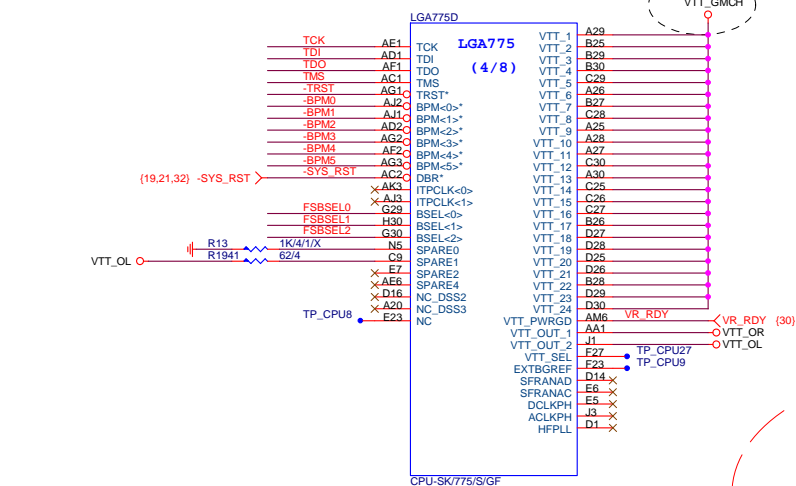 VTT_GMCH
LGA775D
LGA775
(4/8)
TCK AE1 TCK
TDI AD1 TDI
TDO AF1 TDO
TMS AC1 TMS
-TRST AG1 TRST*
-BPM0 AJ2 BPM<0>*
-BPM1 AJ1 BPM<1>*
-BPM2 AD2 BPM<2>*
-BPM3 AG2 BPM<3>*
-BPM4 AF2 BPM<4>*
-BPM5 AG3 BPM<5>*
{19,21,32} -SYS_RST -SYS_RST AC2 DBR*
AK3 ITPCLK<0>
AJ3 ITPCLK<1>
FSBSEL0 G29 BSEL<0>
FSBSEL1 H30 BSEL<1>
FSBSEL2 G30 BSEL<2>
R13 1K/4/1/X N5 SPARE0
VTT_OL R1941 62/4 C9 SPARE1
E7 SPARE2
AE6 SPARE4
D16 NC_DSS2
A20 NC_DSS3
TP_CPU8 E23 NC
VTT_1 A29
VTT_2 B25
VTT_3 B29
VTT_4 B30
VTT_5 C29
VTT_6 A26
VTT_7 B27
VTT_8 C28
VTT_9 A25
VTT_10 A28
VTT_11 A27
VTT_12 C30
VTT_13 A30
VTT_14 C25
VTT_15 C26
VTT_16 C27
VTT_17 B26
VTT_18 D27
VTT_19 D28
VTT_20 D25
VTT_21 D26
VTT_22 B28
VTT_23 D29
VTT_24 D30
VTT_PWRGD AM6 VR_RDY VR_RDY {30}
VTT_OUT_1 AA1 VTT_OR
VTT_OUT_2 J1 VTT_OL
VTT_SEL F27 TP_CPU27
EXTBGREF F23 TP_CPU9
SFRANAD D14
SFRANAC E6
DCLKPH E5
ACLKPH J3
HFPLL D1
CPU-SK/775/S/GF